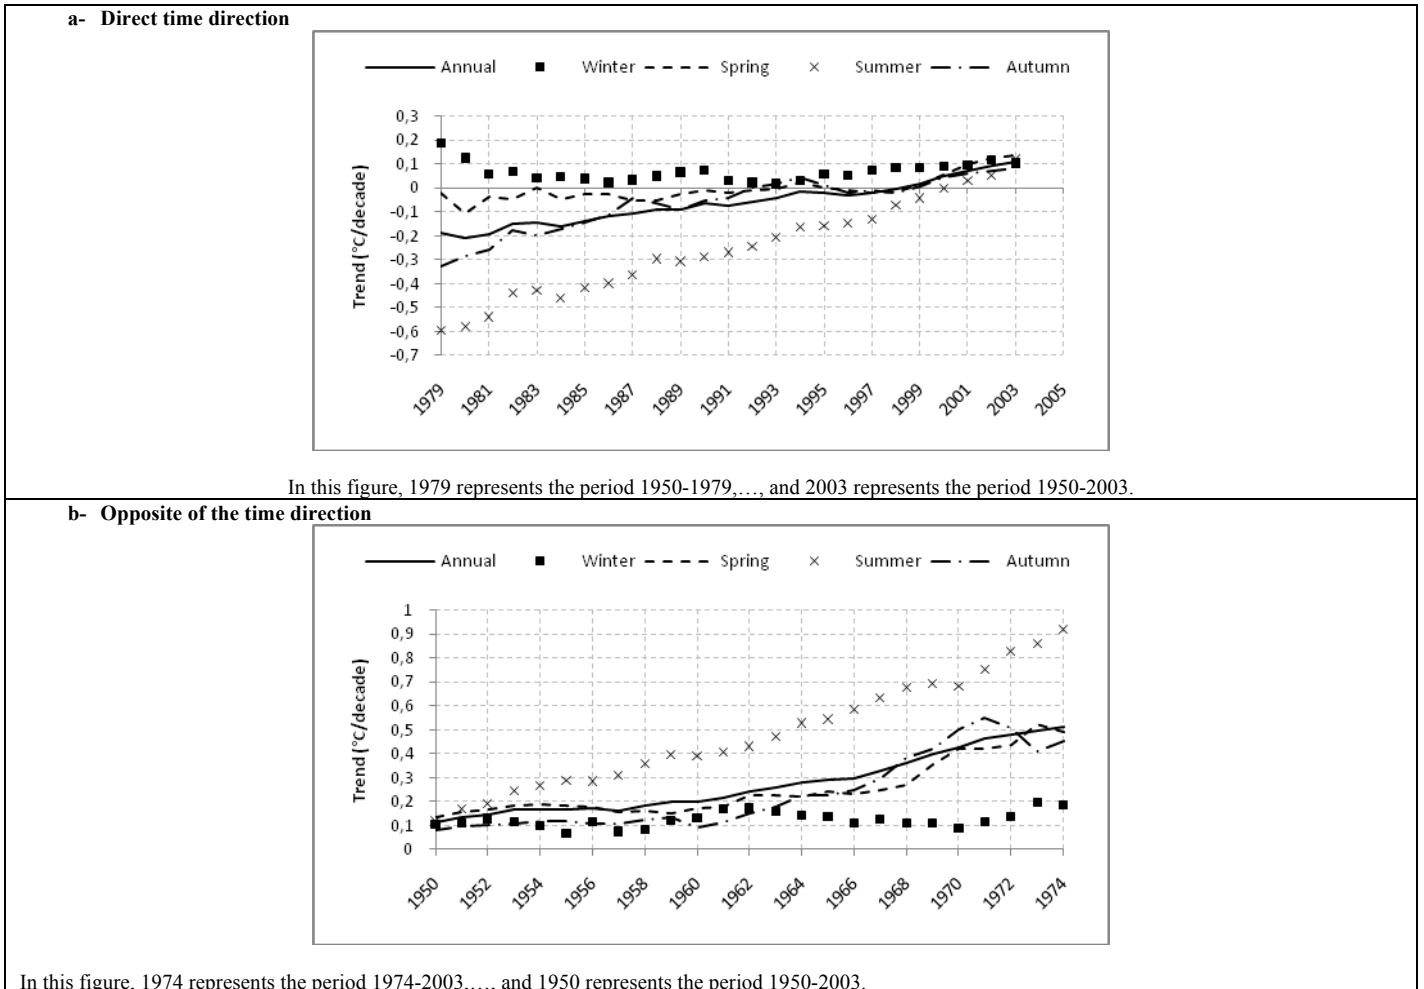 a- Direct time direction
Annual Winter Spring Summer Autumn
0,3
0,2
0,1
0
-0,1
-0,2
-0,3
-0,4
-0,5
-0,6
-0,7
Trend (°C/decade)
1979 1981 1983 1985 1987 1989 1991 1993 1995 1997 1999 2001 2003 2005
In this figure, 1979 represents the period 1950-1979,…, and 2003 represents the period 1950-2003.
b- Opposite of the time direction
Annual Winter Spring Summer Autumn
1
0,9
0,8
0,7
0,6
0,5
0,4
0,3
0,2
0,1
0
Trend (°C/decade)
1950 1952 1954 1956 1958 1960 1962 1964 1966 1968 1970 1972 1974
In this figure, 1974 represents the period 1974-2003,…, and 1950 represents the period 1950-2003.